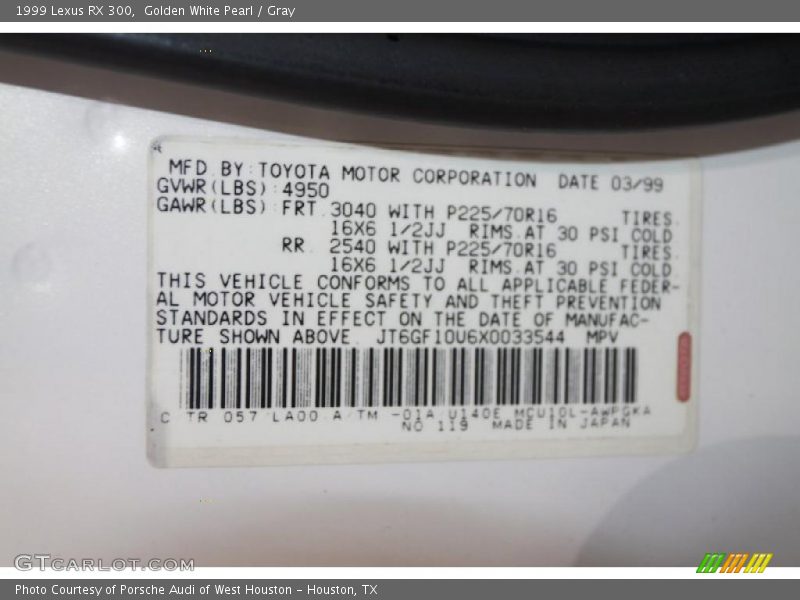 1999 Lexus RX 300, Golden White Pearl / Gray
MFD. BY: TOYOTA MOTOR CORPORATION DATE 03/99
GVWR(LBS): 4950
GAWR(LBS): FRT. 3040 WITH P225/70R16 TIRES.
16X6 1/2JJ RIMS.AT 30 PSI COLD
RR. 2540 WITH P225/70R16 TIRES.
16X6 1/2JJ RIMS.AT 30 PSI COLD
THIS VEHICLE CONFORMS TO ALL APPLICABLE FEDER-
AL MOTOR VEHICLE SAFETY AND THEFT PREVENTION
STANDARDS IN EFFECT ON THE DATE OF MANUFAC-
TURE SHOWN ABOVE. JT6GF10U6X0033544 MPV
C TR 057 LA00 A/TM -01A/U140E MCU10L-AWPGKA
NO 119 MADE IN JAPAN
GTCARLOT.COM
Photo Courtesy of Porsche Audi of West Houston - Houston, TX